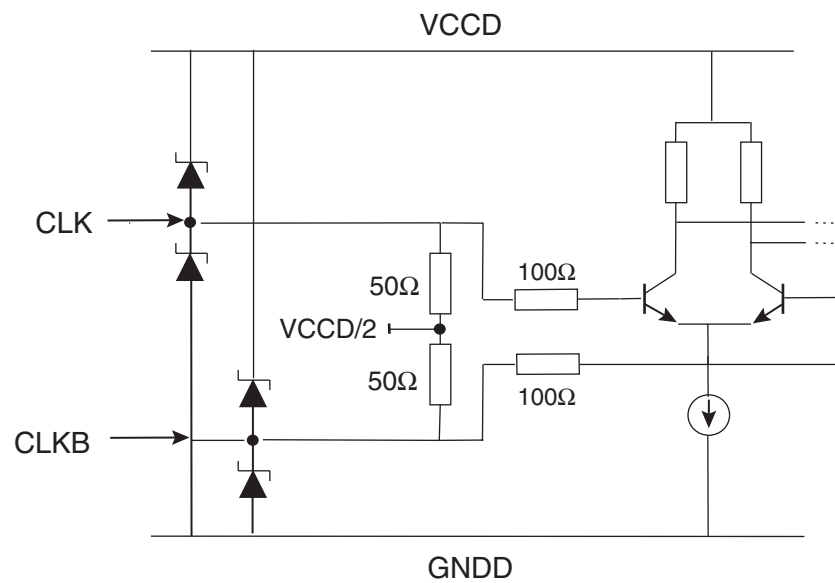 VCCD
CLK
50Ω
100Ω
VCCD/2
50Ω
100Ω
CLKB
GNDD